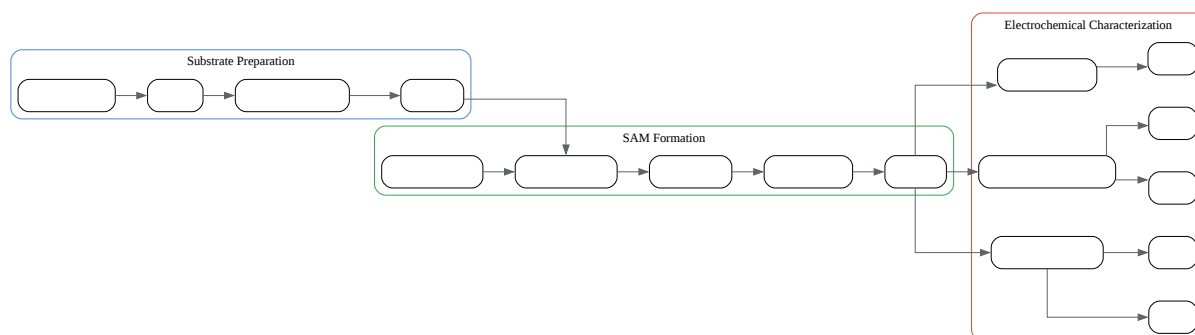 Electrochemical Characterization
Substrate Preparation
SAM Formation